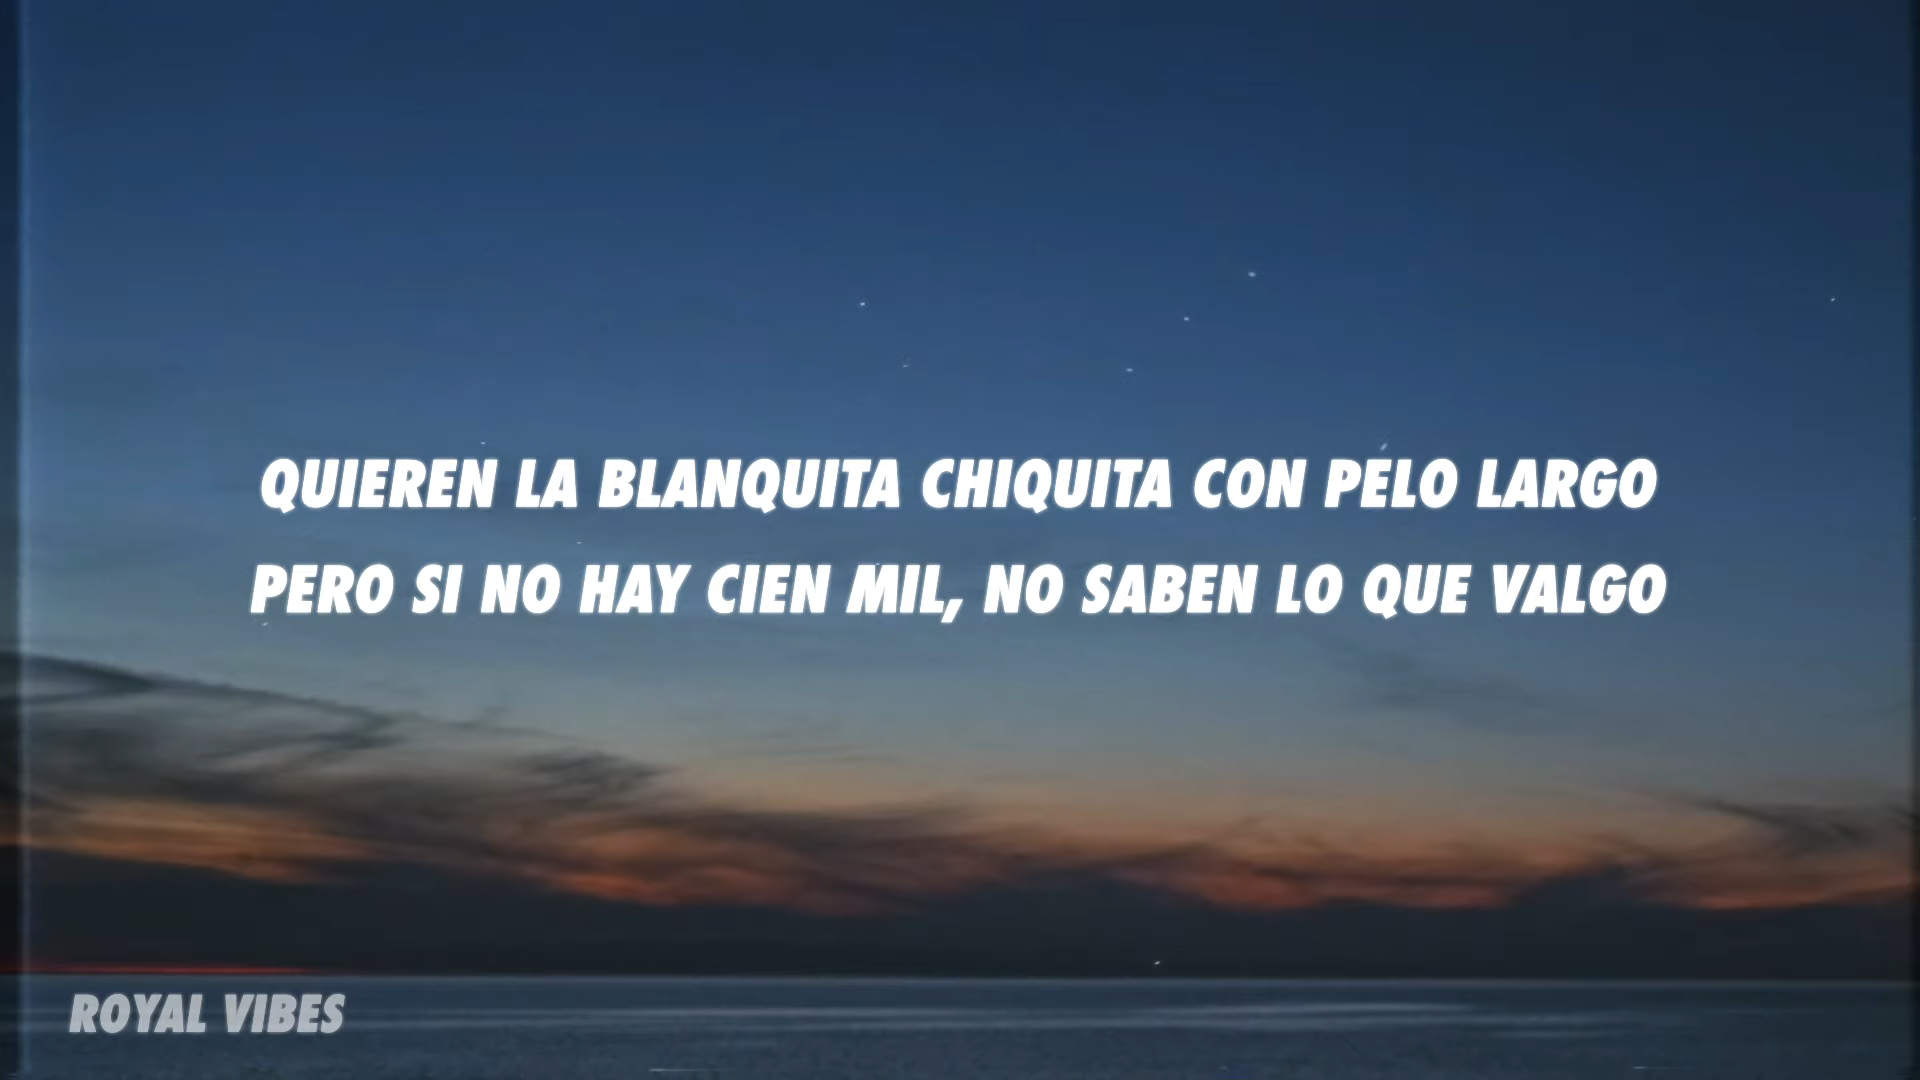 QUIEREN LA BLANQUITA CHIQUITA CON PELO LARGO
PERO SI NO HAY CIEN MIL, NO SABEN LO QUE VALGO
ROYAL VIBES